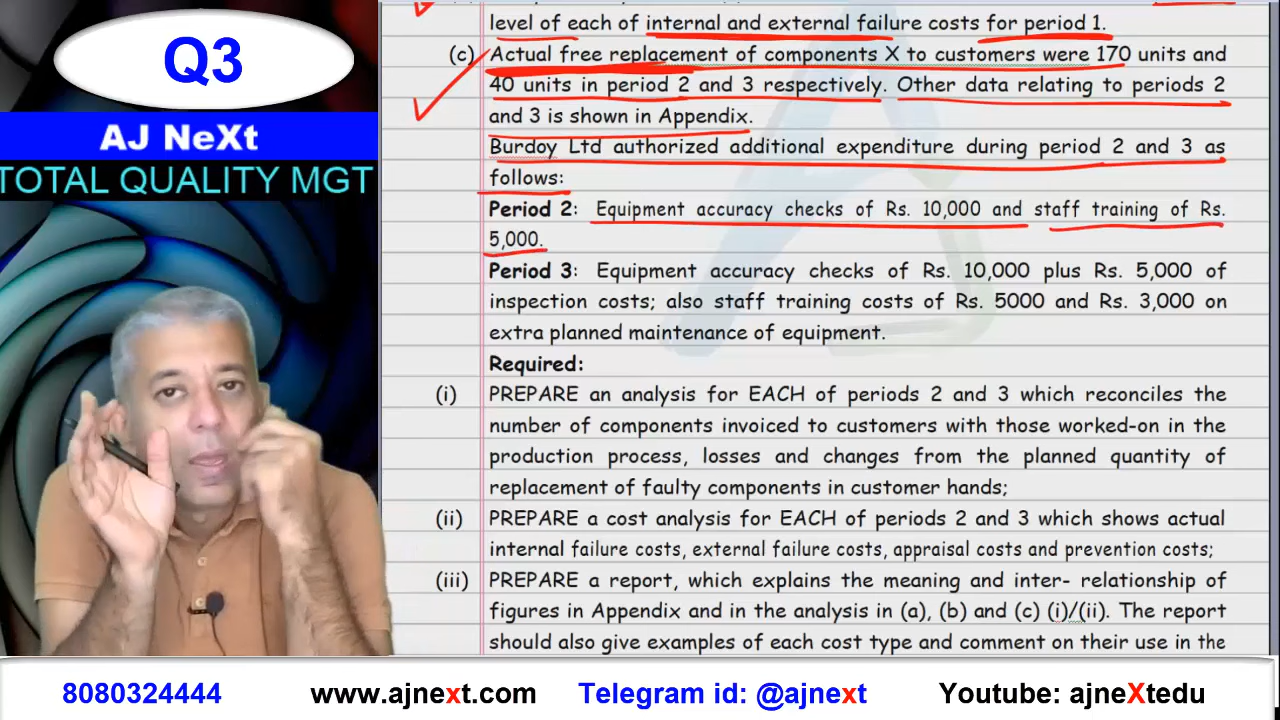 Q3
AJ NeXt
TOTAL QUALITY MGT
level of each of internal and external failure costs for period 1.
(c) Actual free replacement of components X to customers were 170 units and
40 units in period 2 and 3 respectively. Other data relating to periods 2
and 3 is shown in Appendix.
Burdoy Ltd authorized additional expenditure during period 2 and 3 as
follows:
Period 2: Equipment accuracy checks of Rs. 10,000 and staff training of Rs.
5,000.
Period 3: Equipment accuracy checks of Rs. 10,000 plus Rs. 5,000 of
inspection costs; also staff training costs of Rs. 5000 and Rs. 3,000 on
extra planned maintenance of equipment.
Required:
(i) PREPARE an analysis for EACH of periods 2 and 3 which reconciles the
number of components invoiced to customers with those worked-on in the
production process, losses and changes from the planned quantity of
replacement of faulty components in customer hands;
(ii) PREPARE a cost analysis for EACH of periods 2 and 3 which shows actual
internal failure costs, external failure costs, appraisal costs and prevention costs;
(iii) PREPARE a report, which explains the meaning and inter- relationship of
figures in Appendix and in the analysis in (a), (b) and (c) (i)/(ii). The report
should also give examples of each cost type and comment on their use in the
8080324444 www.ajnext.com Telegram id: @ajnext Youtube: ajneXtedu